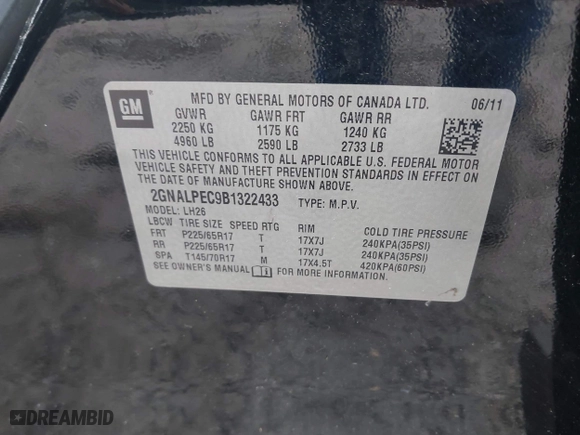 GM
MFD BY GENERAL MOTORS OF CANADA LTD. 06/11
GVWR GAWR FRT GAWR RR
2250 KG 1175 KG 1240 KG
4960 LB 2590 LB 2733 LB
THIS VEHICLE CONFORMS TO ALL APPLICABLE U.S. FEDERAL MOTOR
VEHICLE SAFETY AND THEFT PREVENTION STANDARDS IN EFFECT ON
THE DATE OF MANUFACTURE SHOWN ABOVE.
2GNALPEC9B1322433 TYPE: M.P.V.
MODEL: LH26
LBCW TIRE SIZE SPEED RTG RIM COLD TIRE PRESSURE
FRT P225/65R17 T 17X7J 240KPA(35PSI)
RR P225/65R17 T 17X7J 240KPA(35PSI)
SPA T145/70R17 M 17X4.5T 420KPA(60PSI)
SEE OWNER'S MANUAL FOR MORE INFORMATION.
DREAMBID